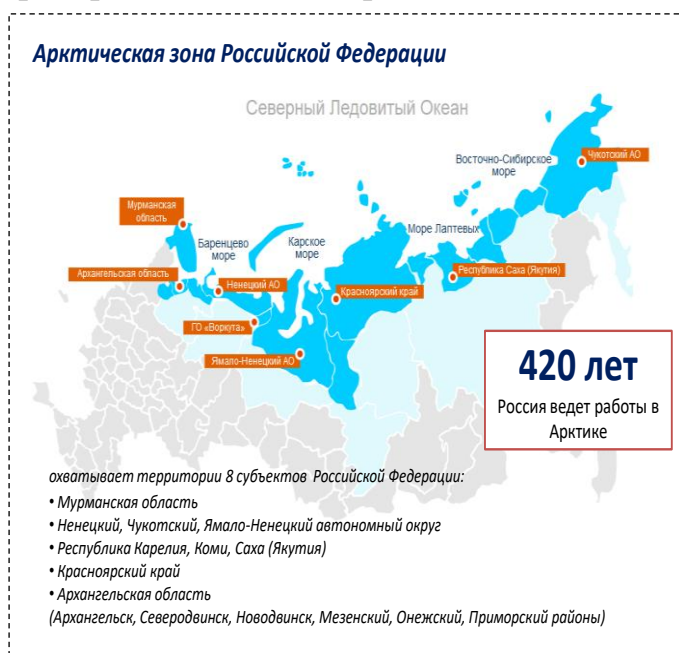 Арктическая зона Российской Федерации
Северный Ледовитый Океан
Восточно-Сибирское
море
Чукотский АО
Мурманская
область
Баренцево
море
Карское
море
Море Лаптевых
Архангельская область
Ненецкий АО
Красноярский край
Республика Саха (Якутия)
ГО «Воркута»
Ямало-Ненецкий АО
420 лет
Россия ведет работы в
Арктике
охватывает территории 8 субъектов Российской Федерации:
• Мурманская область
• Ненецкий, Чукотский, Ямало-Ненецкий автономный округ
• Республика Карелия, Коми, Саха (Якутия)
• Красноярский край
• Архангельская область
(Архангельск, Северодвинск, Новодвинск, Мезенский, Онежский, Приморский районы)